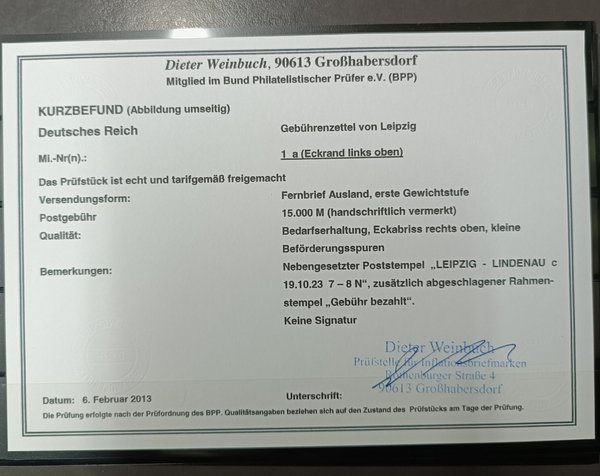 Dieter Weinbuch, 90613 Großhabersdorf
Mitglied im Bund Philatelistischer Prüfer e.V. (BPP)
KURZBEFUND (Abbildung umseitig)
Deutsches Reich Gebührenzettel von Leipzig
Mi.-Nr(n).: 1 a (Eckrand links oben)
Das Prüfstück ist echt und tarifgemäß freigemacht
Versendungsform: Fernbrief Ausland, erste Gewichtstufe
Postgebühr 15.000 M (handschriftlich vermerkt)
Qualität: Bedarfserhaltung, Eckabriss rechts oben, kleine
Beförderungsspuren
Bemerkungen: Nebengesetzter Poststempel „LEIPZIG - LINDENAU c
19.10.23 7 – 8 N“, zusätzlich abgeschlagener Rahmen-
stempel „Gebühr bezahlt“.
Keine Signatur
Dieter Weinbuch
Prüfstelle für Inflationsbriefmarken
Rothenburger Straße 4
90613 Großhabersdorf
Datum: 6. Februar 2013 Unterschrift:
Die Prüfung erfolgte nach der Prüfordnung des BPP. Qualitätsangaben beziehen sich auf den Zustand des Prüfstücks am Tage der Prüfung.